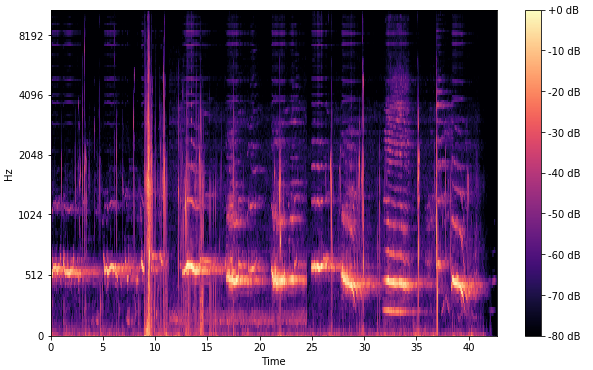 +0 dB
8192
-10 dB
4096
-20 dB
-30 dB
2048
Hz
-40 dB
1024
-50 dB
-60 dB
512
-70 dB
0
-80 dB
0 5 10 15 20 25 30 35 40
Time